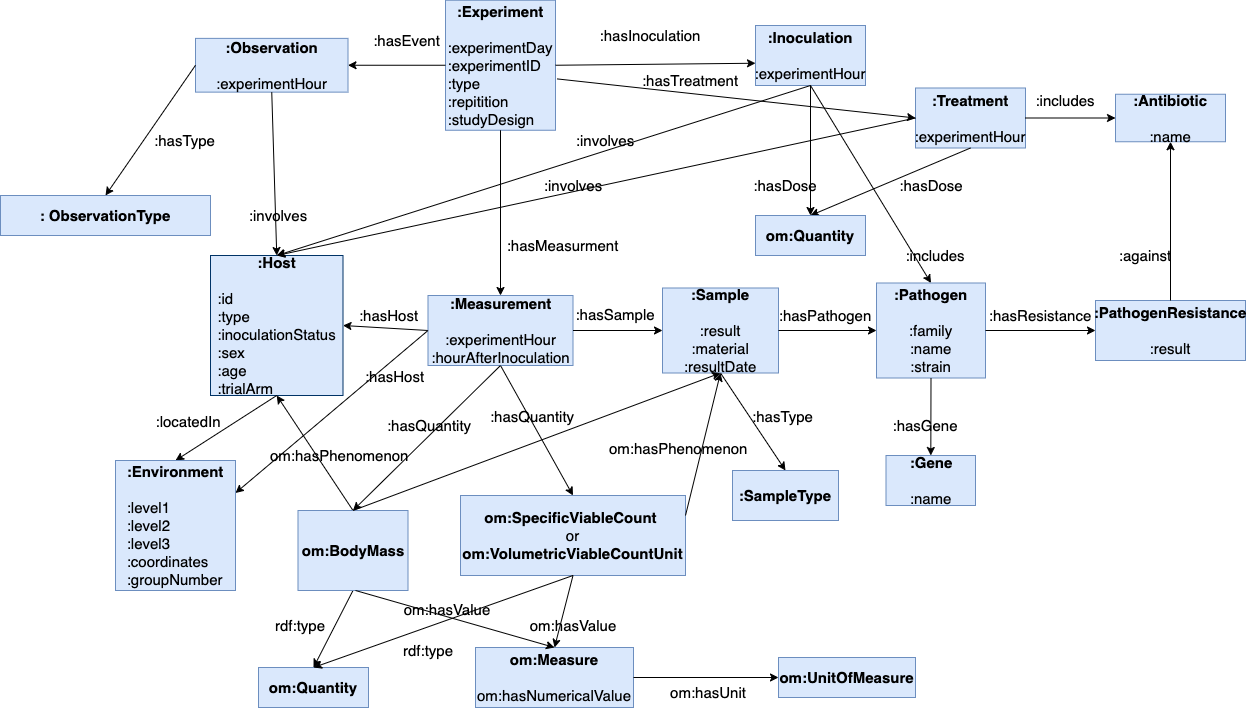 :Experiment
:experimentDay
:experimentID
:type
:repitition
:studyDesign
:hasEvent
:hasInoculation
:Observation
:experimentHour
:Inoculation
:experimentHour
:hasTreatment
:Treatment
:experimentHour
:includes
:Antibiotic
:name
:hasType
:involves
:involves
:hasDose
:hasDose
: ObservationType
:involves
om:Quantity
:hasMeasurment
:includes
:against
:Host
:id
:type
:inoculationStatus
:sex
:age
:trialArm
:hasHost
:Measurement
:experimentHour
:hourAfterInoculation
:hasSample
:Sample
:result
:material
:resultDate
:hasPathogen
:Pathogen
:family
:name
:strain
:hasResistance
:PathogenResistance
:result
:hasHost
:locatedIn
:hasQuantity
:hasQuantity
:hasType
:hasGene
om:hasPhenomenon
om:hasPhenomenon
:Environment
:level1
:level2
:level3
:coordinates
:groupNumber
:Gene
:name
:SampleType
om:BodyMass
om:SpecificViableCount
or
om:VolumetricViableCountUnit
om:hasValue
rdf:type
om:hasValue
rdf:type
om:Quantity
om:Measure
om:hasNumericalValue
om:hasUnit
om:UnitOfMeasure